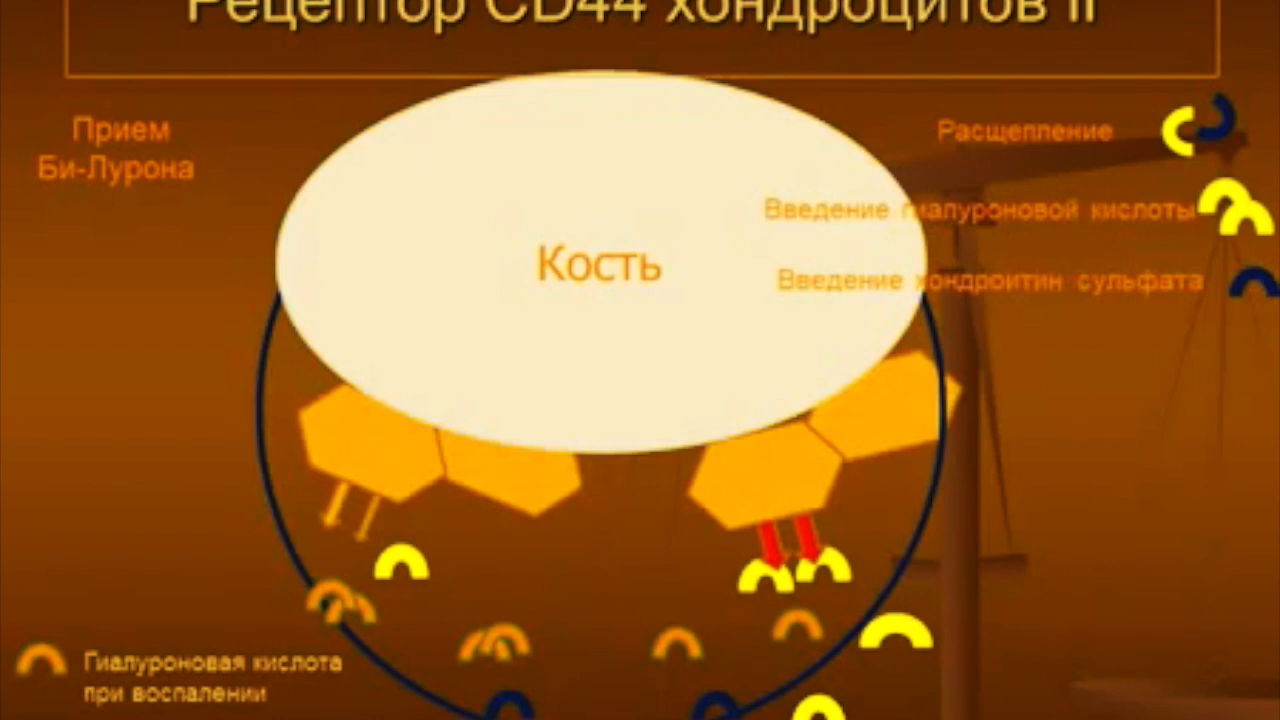 Рецептор CD44 хондроцитов II
Прием
Би-Лурона
Расщепление
Введение гиалуроновой кислоты
Введение хондроитин сульфата
Кость
Гиалуроновая кислота
при воспалении